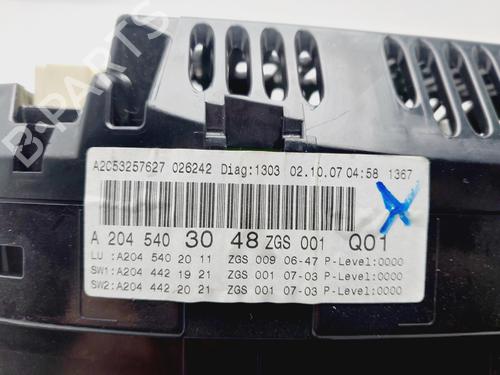 B-PARTS
A2C53257627 026242 Diag:1303 02.10.07 04:58 1367
A 204 540 30 48 ZGS 001 Q01
LU :A204 540 20 11 ZGS 009 06-47 P-Level:0000
SW1:A204 442 19 21 ZGS 001 07-03 P-Level:0000
SW2:A204 442 20 21 ZGS 001 07-03 P-Level:0000